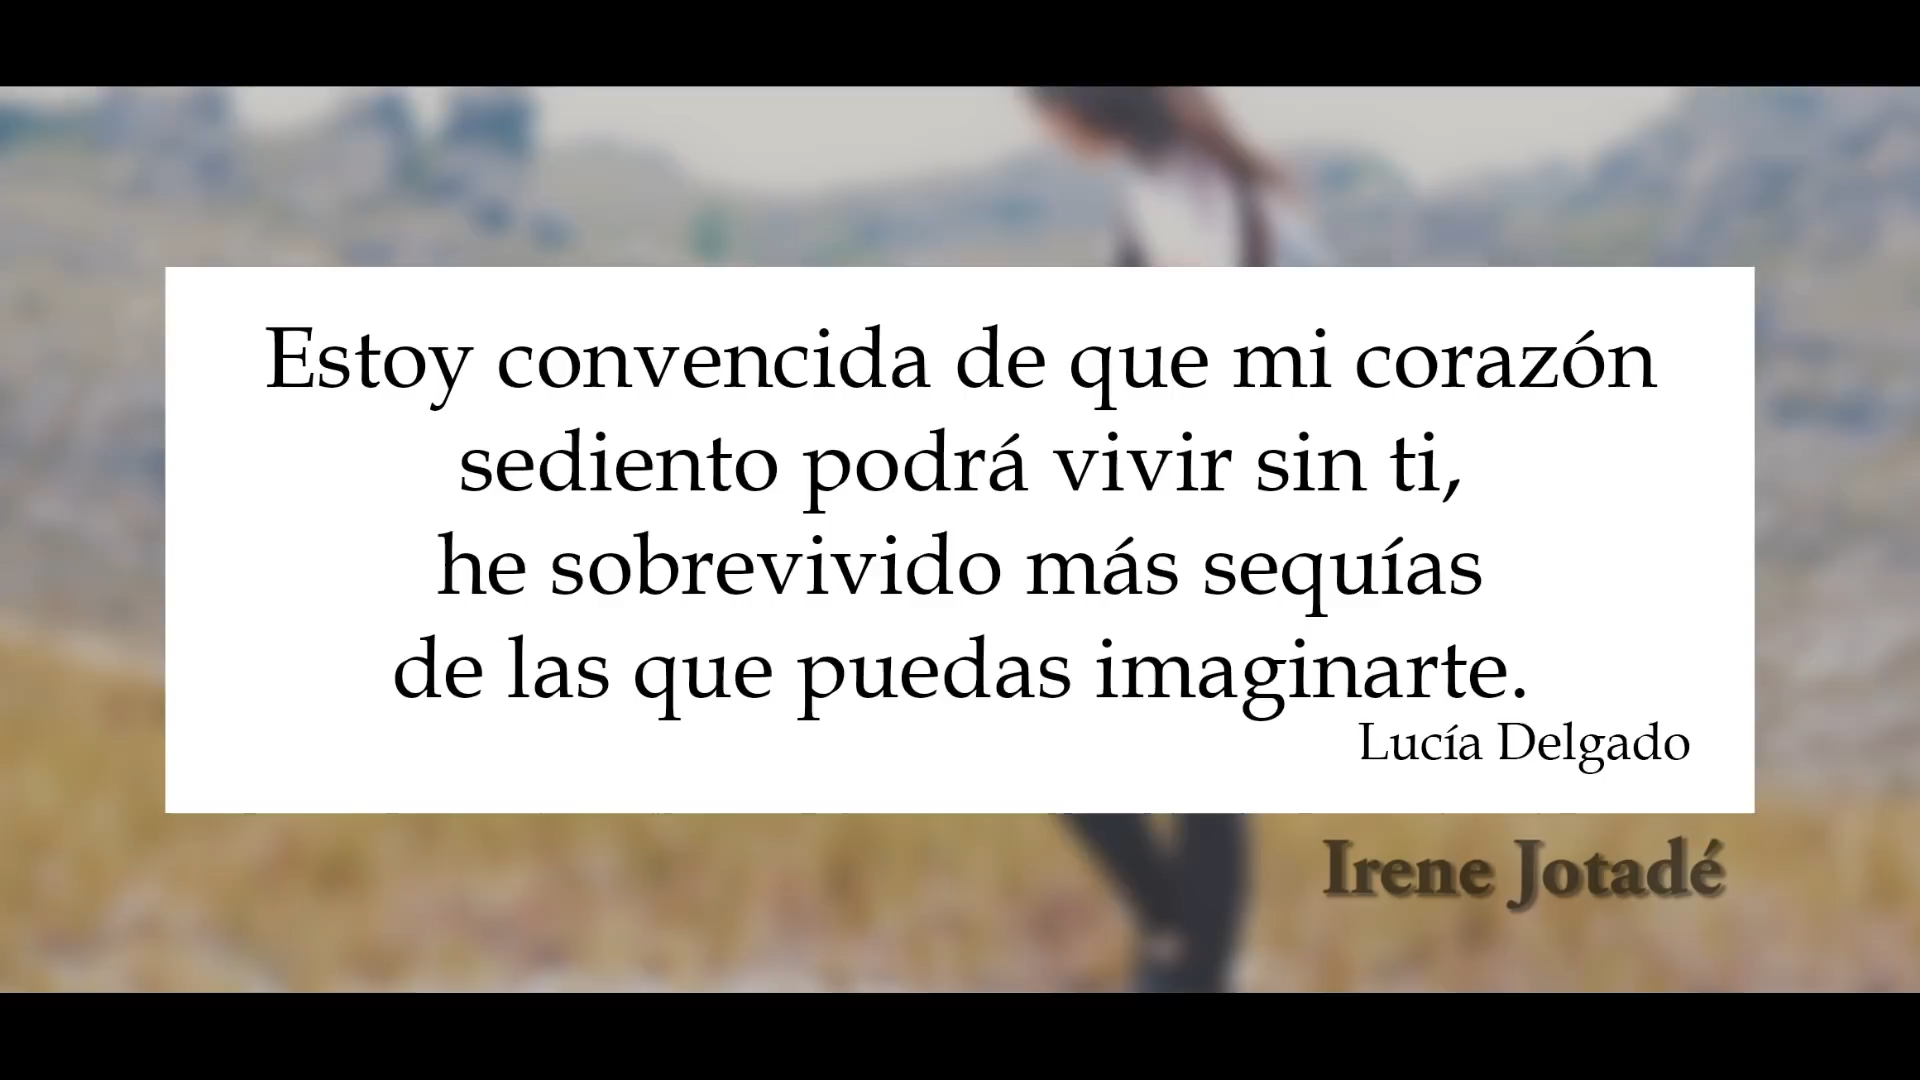 Estoy convencida de que mi corazón
sediento podrá vivir sin ti,
he sobrevivido más sequías
de las que puedas imaginarte.
Lucía Delgado
Irene Jotadé